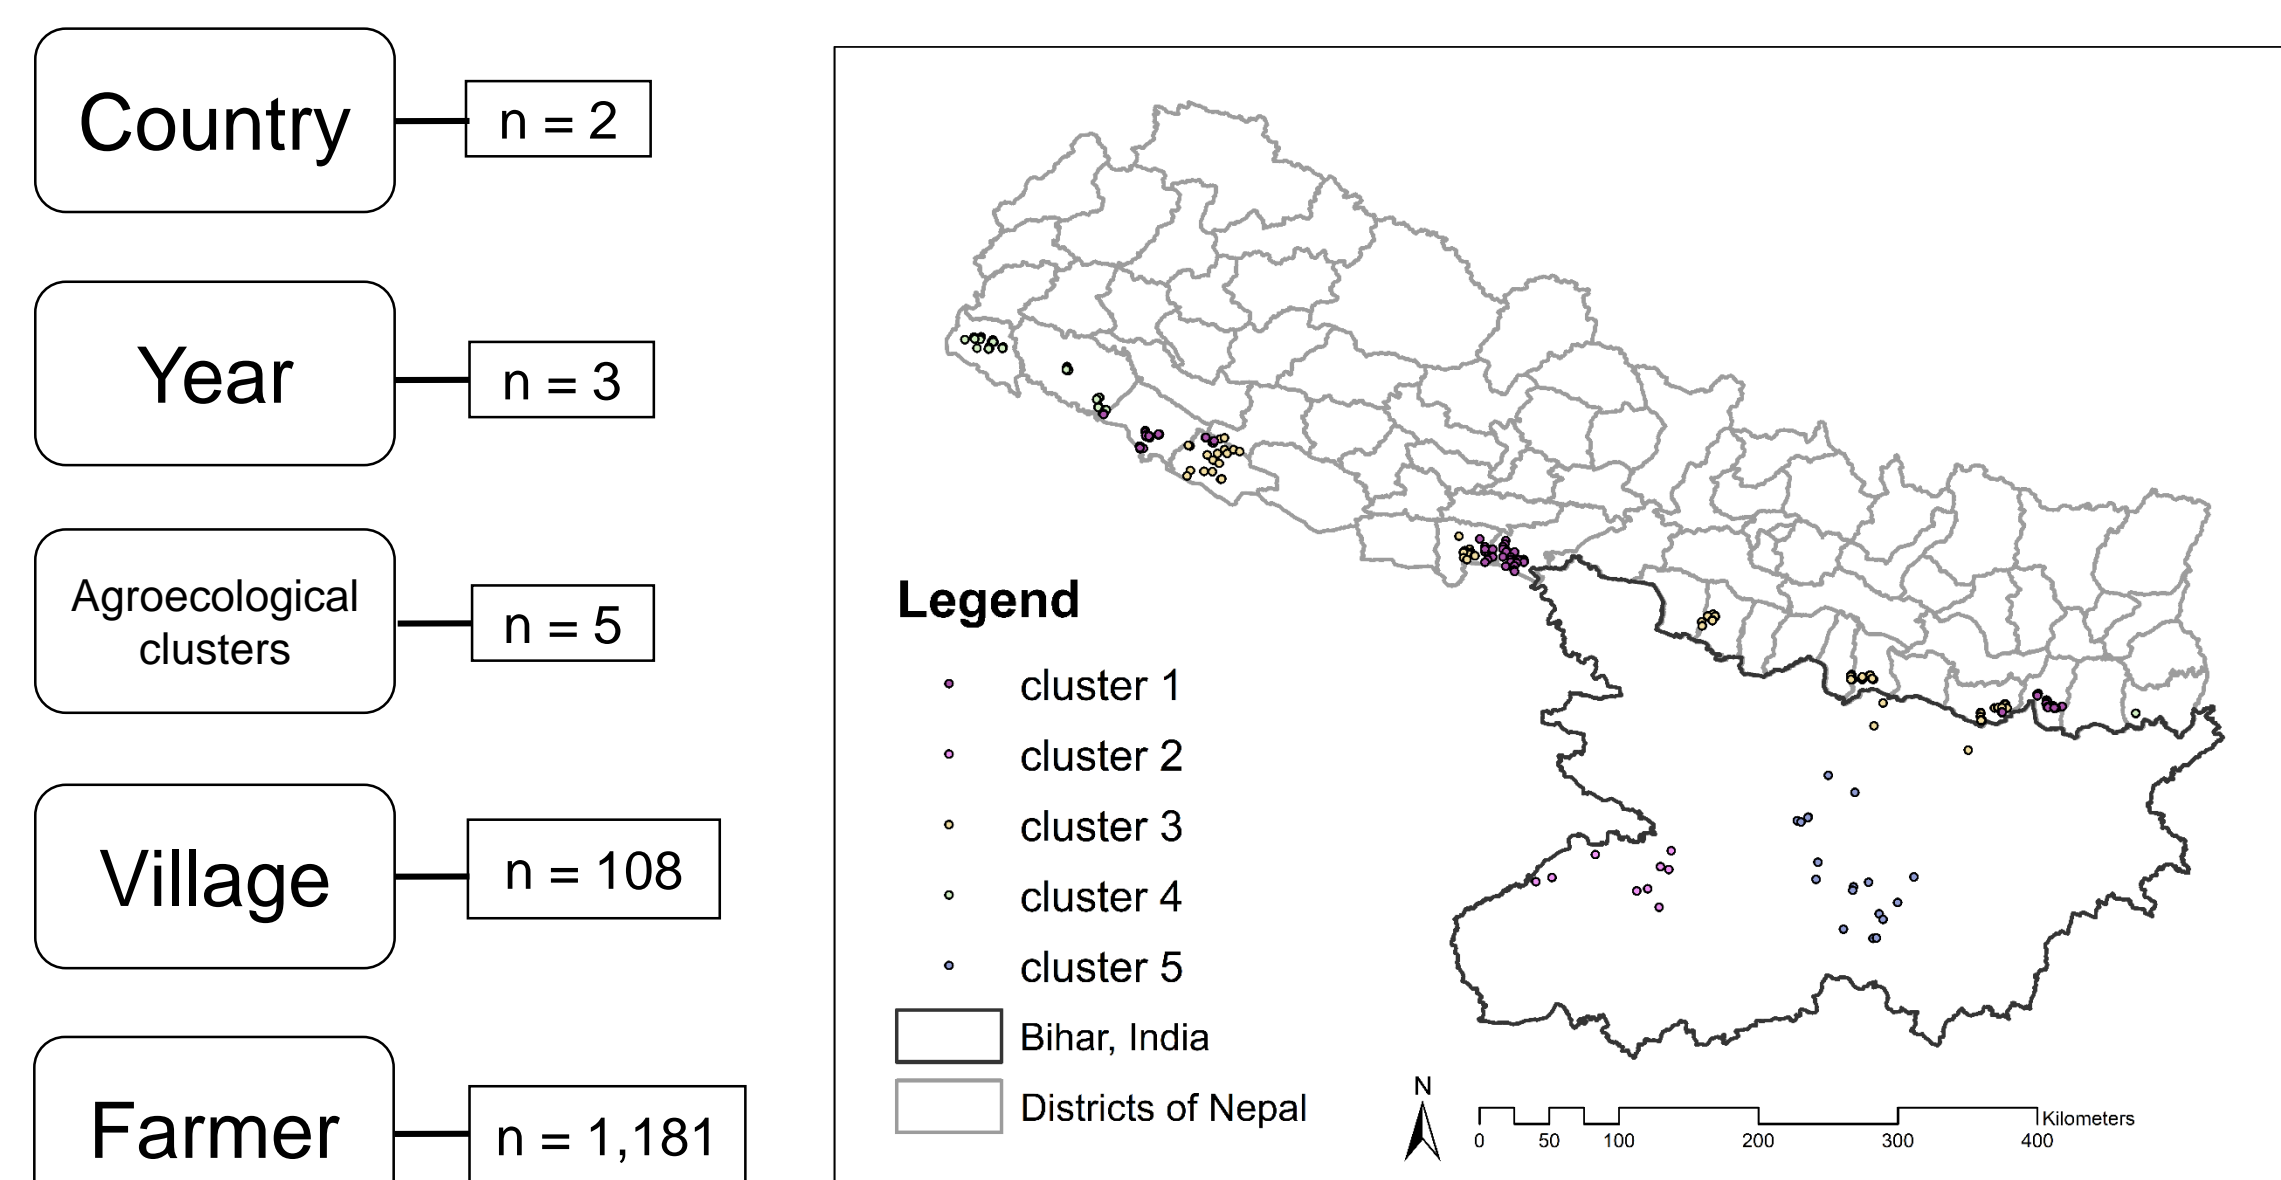 Country
n = 2
Year
n = 3
Agroecological
clusters
n = 5
Village
n = 108
Farmer
n = 1,181
Legend
cluster 1
cluster 2
cluster 3
cluster 4
cluster 5
Bihar, India
Districts of Nepal
N
Kilometers
0 50 100 200 300 400